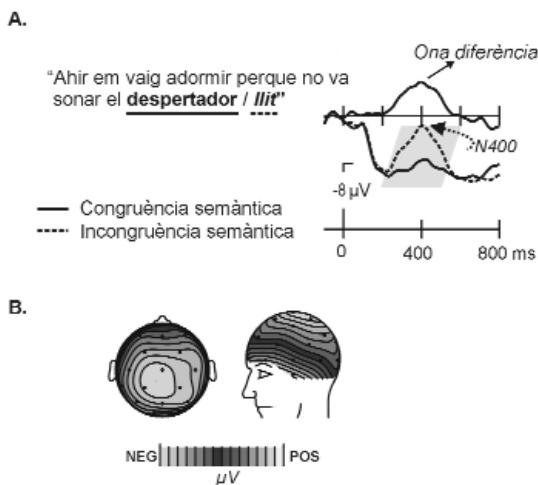 A.
Ona diferència
“Ahir em vaig adormir perque no va
sonar el despertador / llit”
N400
-8 µV
Congruència semàntica
Incongruència semàntica
0 400 800 ms
B.
NEG POS
µV